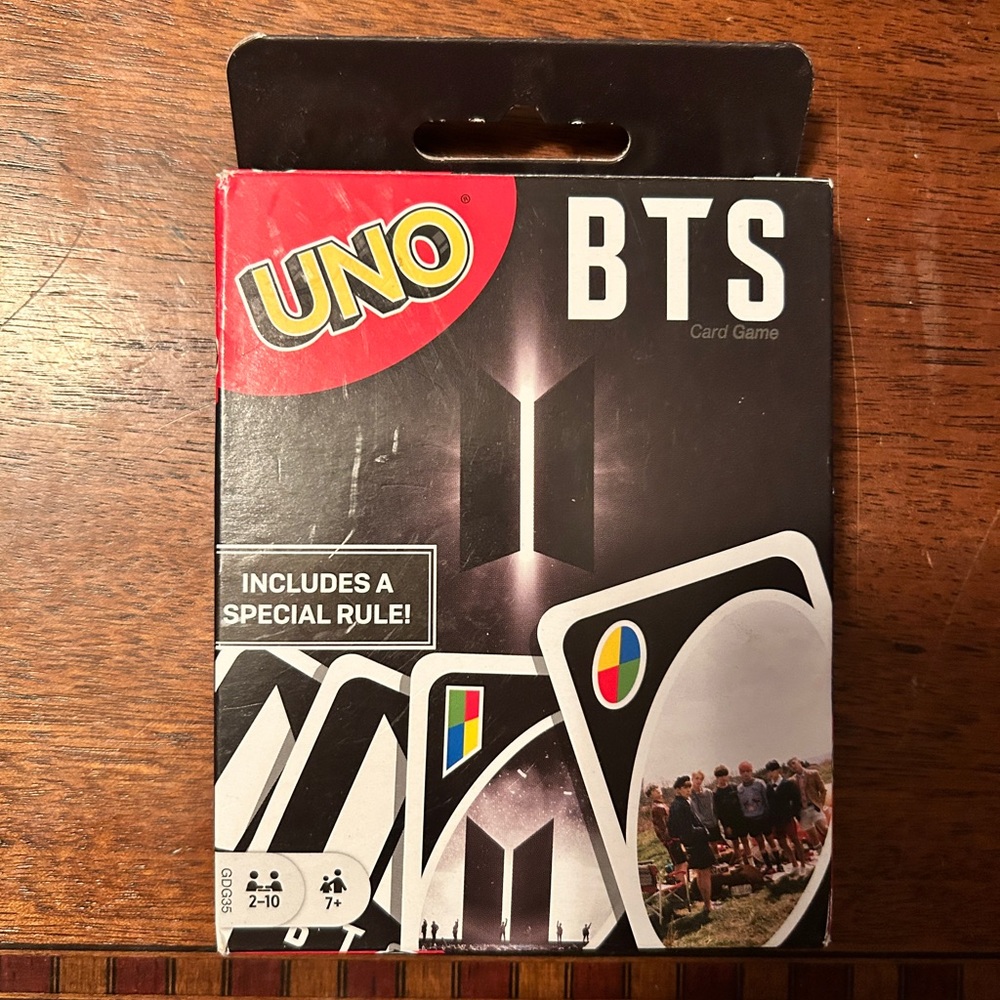 UNO
®
BTS
Card Game
INCLUDES A
SPECIAL RULE!
GDG35
2–10
7+
B T